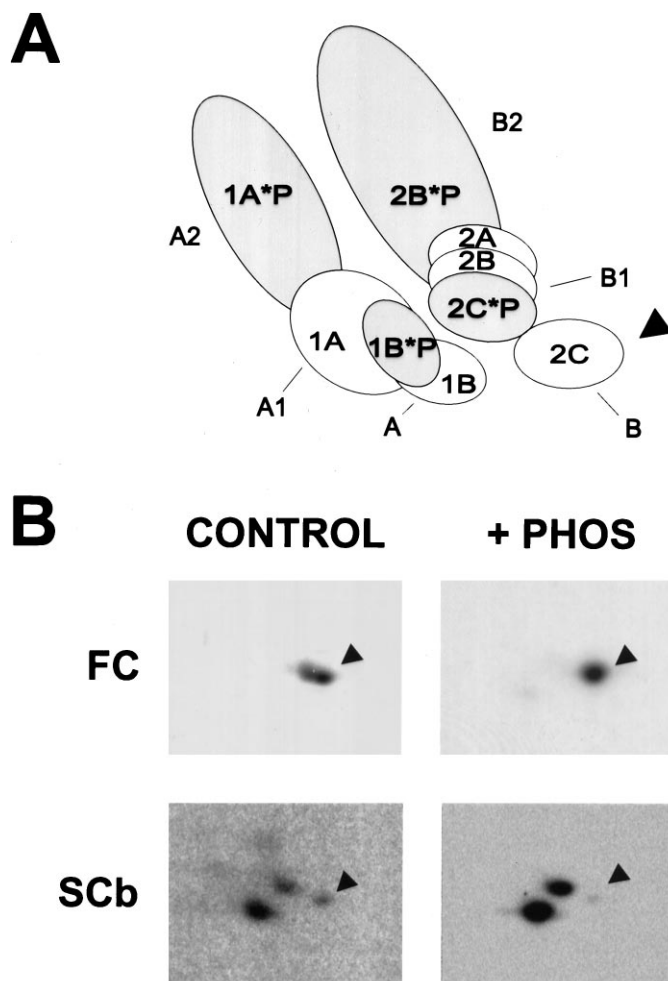 A
B2
1A*P
2B*P
A2
2A
2B
B1
2C*P
1A
1B*P
2C
1B
A1
A
B
B
CONTROL
+ PHOS
FC
SCb